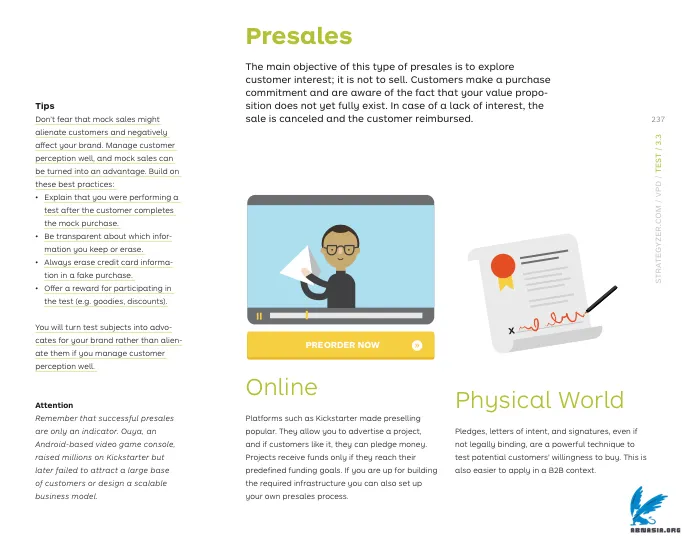 Presales
The main objective of this type of presales is to explore
customer interest; it is not to sell. Customers make a purchase
commitment and are aware of the fact that your value propo-
sition does not yet fully exist. In case of a lack of interest, the
sale is canceled and the customer reimbursed.
Tips
Don't fear that mock sales might
alienate customers and negatively
affect your brand. Manage customer
perception well, and mock sales can
be turned into an advantage. Build on
these best practices:
• Explain that you were performing a
test after the customer completes
the mock purchase.
• Be transparent about which infor-
mation you keep or erase.
• Always erase credit card informa-
tion in a fake purchase.
• Offer a reward for participating in
the test (e.g. goodies, discounts).
You will turn test subjects into advo-
cates for your brand rather than alien-
ate them if you manage customer
perception well.
Attention
Remember that successful presales
are only an indicator. Ouya, an
Android-based video game console,
raised millions on Kickstarter but
later failed to attract a large base
of customers or design a scalable
business model.
PREORDER NOW
Online
Platforms such as Kickstarter made preselling
popular. They allow you to advertise a project,
and if customers like it, they can pledge money.
Projects receive funds only if they reach their
predefined funding goals. If you are up for building
the required infrastructure you can also set up
your own presales process.
x
Physical World
Pledges, letters of intent, and signatures, even if
not legally binding, are a powerful technique to
test potential customers' willingness to buy. This is
also easier to apply in a B2B context.
237
STRATEGYZER.COM / VPD / TEST / 3.3
ABNASIA.ORG